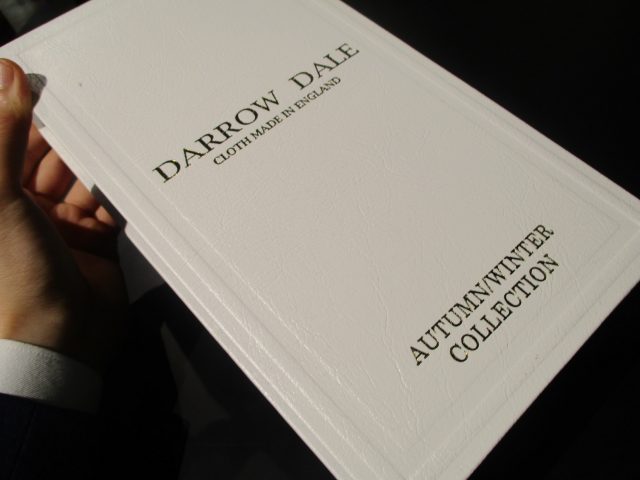 DARROW DALE
CLOTH MADE IN ENGLAND
AUTUMN/WINTER
COLLECTION